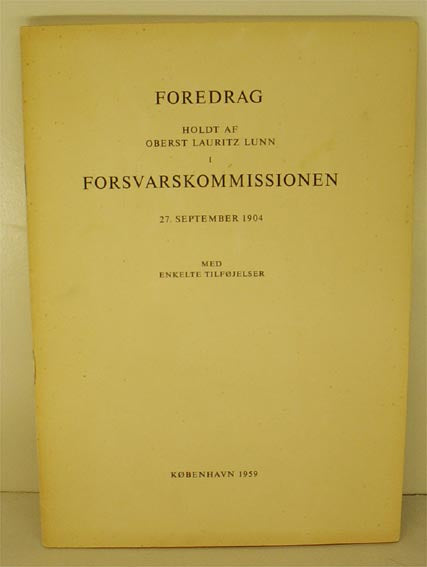 FOREDRAG
HOLDT AF
OBERST LAURITZ LUNN
I
FORSVARSKOMMISSIONEN
27. SEPTEMBER 1904
MED
ENKELTE TILFØJELSER
KØBENHAVN 1959